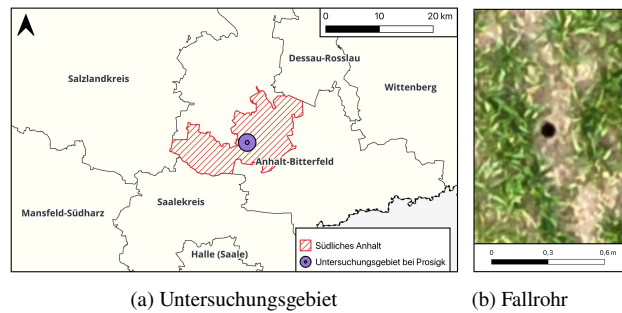 0 10 20 km
Dessau-Rosslau
Salzlandkreis
Wittenberg
Anhalt-Bitterfeld
Saalekreis
Mansfeld-Südharz
Halle (Saale)
Südliches Anhalt
Untersuchungsgebiet bei Prosigk
0 0,3 0,6 m
(a) Untersuchungsgebiet
(b) Fallrohr